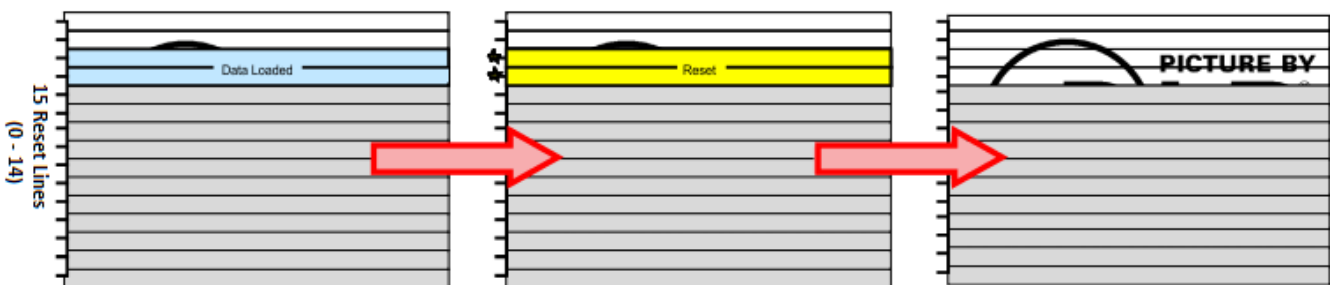 15 Reset Lines
(0 - 14)
Data Loaded
Reset
PICTURE BY